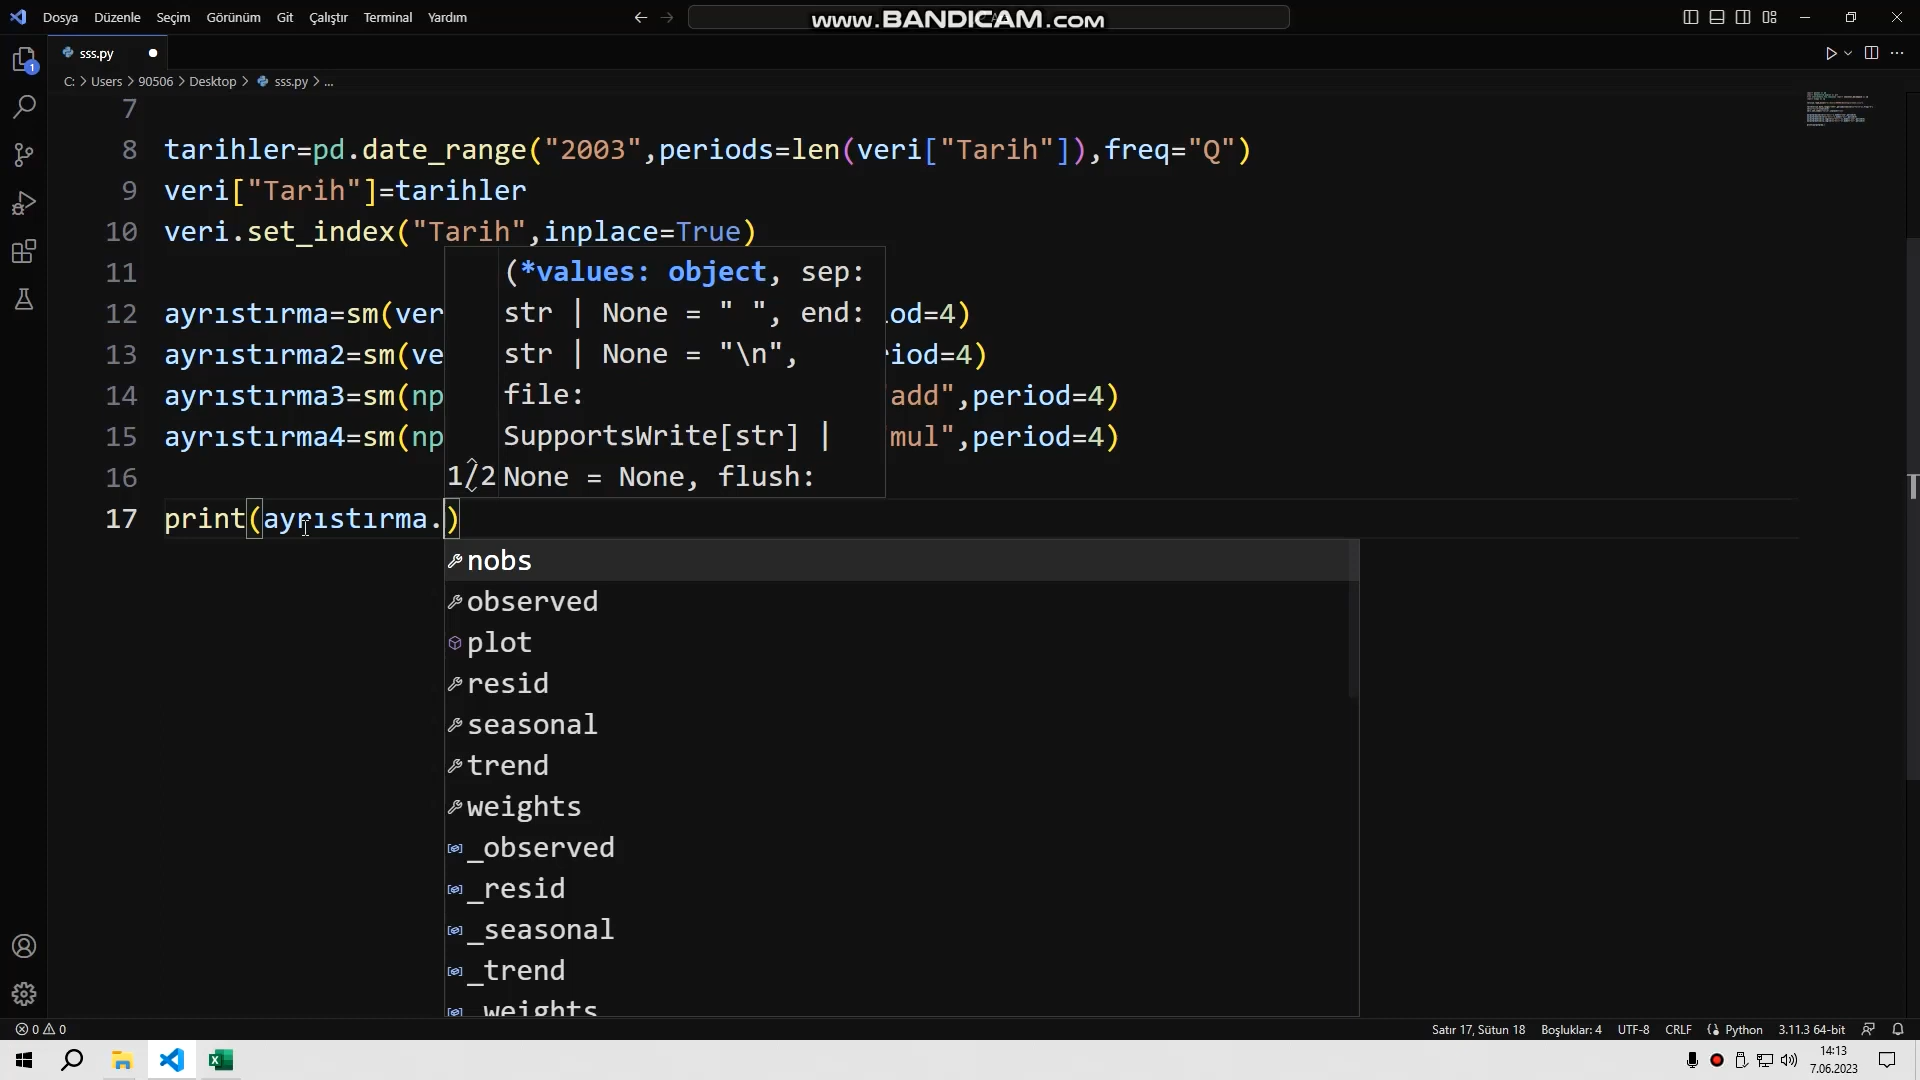 Dosya Düzenle Seçim Görünüm Git Çalıştır Terminal Yardım
www.BANDICAM.com
sss.py
C: > Users > 90506 > Desktop > sss.py > ...
7
8 tarihler=pd.date_range("2003",periods=len(veri["Tarih"]),freq="Q")
9 veri["Tarih"]=tarihler
10 veri.set_index("Tarih",inplace=True)
11
(*values: object, sep:
12 ayrıstırma=sm(ver
str | None = " ", end:
iod=4)
13 ayrıstırma2=sm(ve
str | None = "\n",
riod=4)
14 ayrıstırma3=sm(np
file:
add",period=4)
15 ayrıstırma4=sm(np
SupportsWrite[str] |
"mul",period=4)
16
1/2 None = None, flush:
17 print(ayrıstırma.)
nobs
observed
plot
resid
seasonal
trend
weights
_observed
_resid
_seasonal
_trend
_weights
0 0
Satır 17, Sütun 18 Boşluklar: 4 UTF-8 CRLF Python 3.11.3 64-bit
14:13
7.06.2023
1